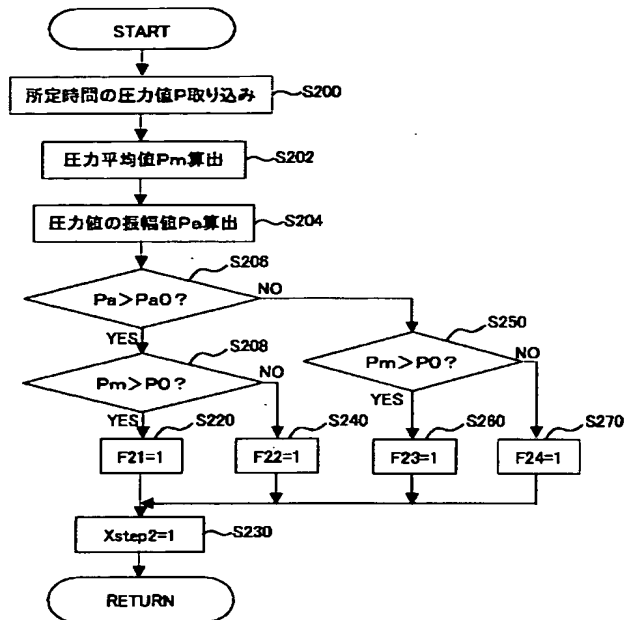 START
所定時間の圧力値P取り込み
S200
圧力平均値Pm算出
S202
圧力値の振幅値Pa算出
S204
Pa>Pa0?
S206
NO
YES
Pm>P0?
S208
NO
YES
Pm>P0?
S250
NO
YES
F21=1
S220
F22=1
S240
F23=1
S260
F24=1
S270
Xstep2=1
S230
RETURN